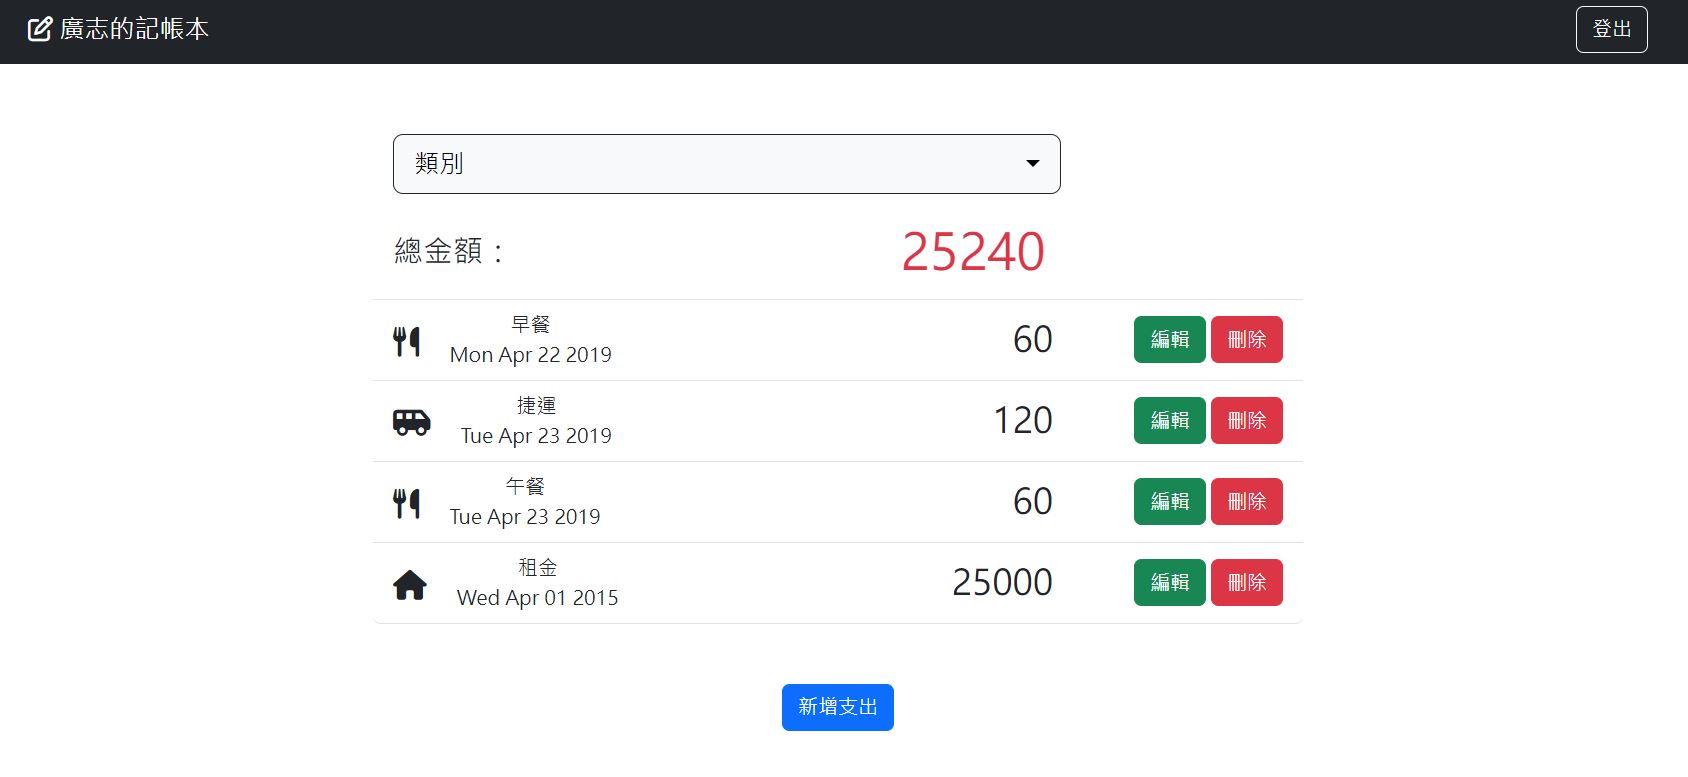 廣志的記帳本
登出
類別
總金額：
25240
早餐
Mon Apr 22 2019
60
編輯 刪除
捷運
Tue Apr 23 2019
120
編輯 刪除
午餐
Tue Apr 23 2019
60
編輯 刪除
租金
Wed Apr 01 2015
25000
編輯 刪除
新增支出